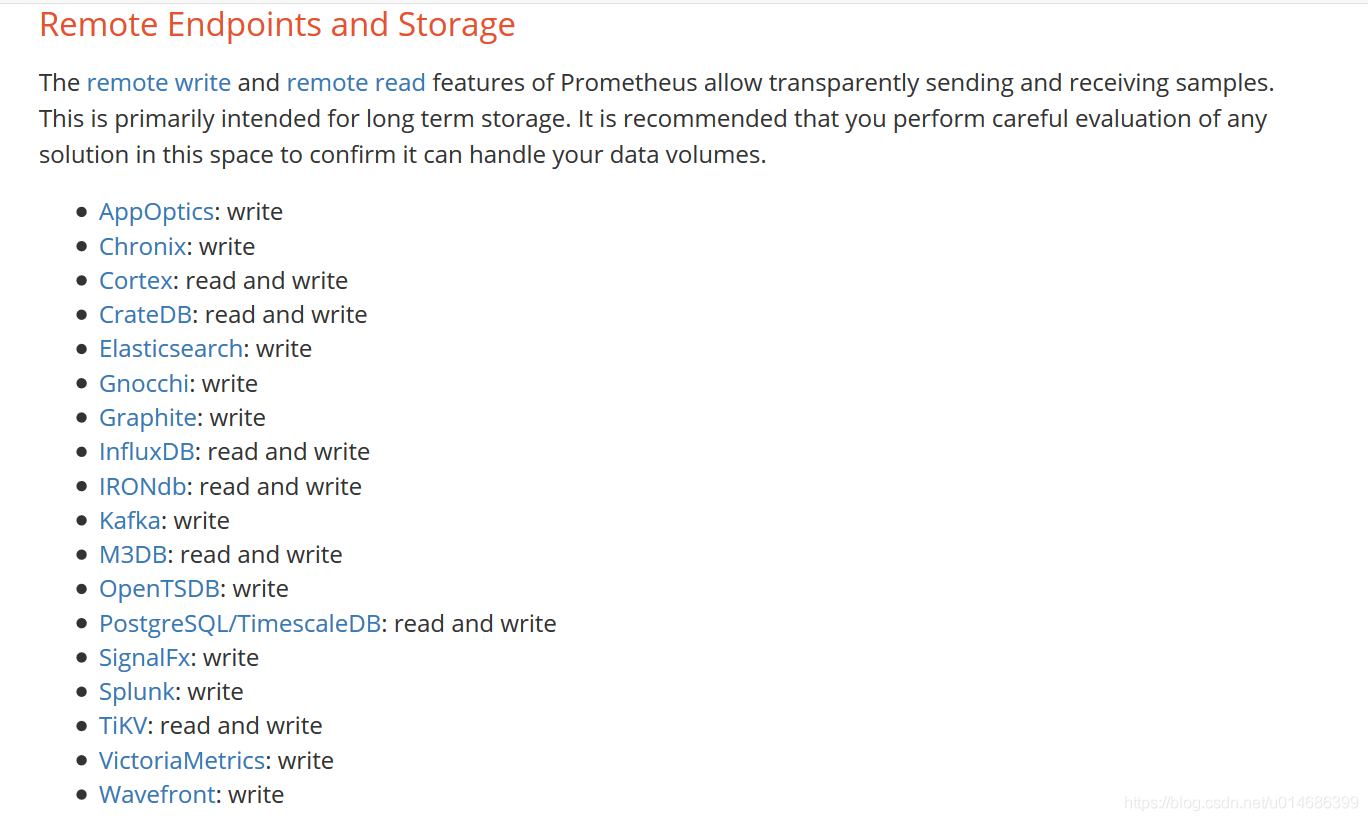 Remote Endpoints and Storage
The remote write and remote read features of Prometheus allow transparently sending and receiving samples.
This is primarily intended for long term storage. It is recommended that you perform careful evaluation of any
solution in this space to confirm it can handle your data volumes.
• AppOptics: write
• Chronix: write
• Cortex: read and write
• CrateDB: read and write
• Elasticsearch: write
• Gnocchi: write
• Graphite: write
• InfluxDB: read and write
• IRONdb: read and write
• Kafka: write
• M3DB: read and write
• OpenTSDB: write
• PostgreSQL/TimescaleDB: read and write
• SignalFx: write
• Splunk: write
• TiKV: read and write
• VictoriaMetrics: write
• Wavefront: write
https://blog.csdn.net/u014686399